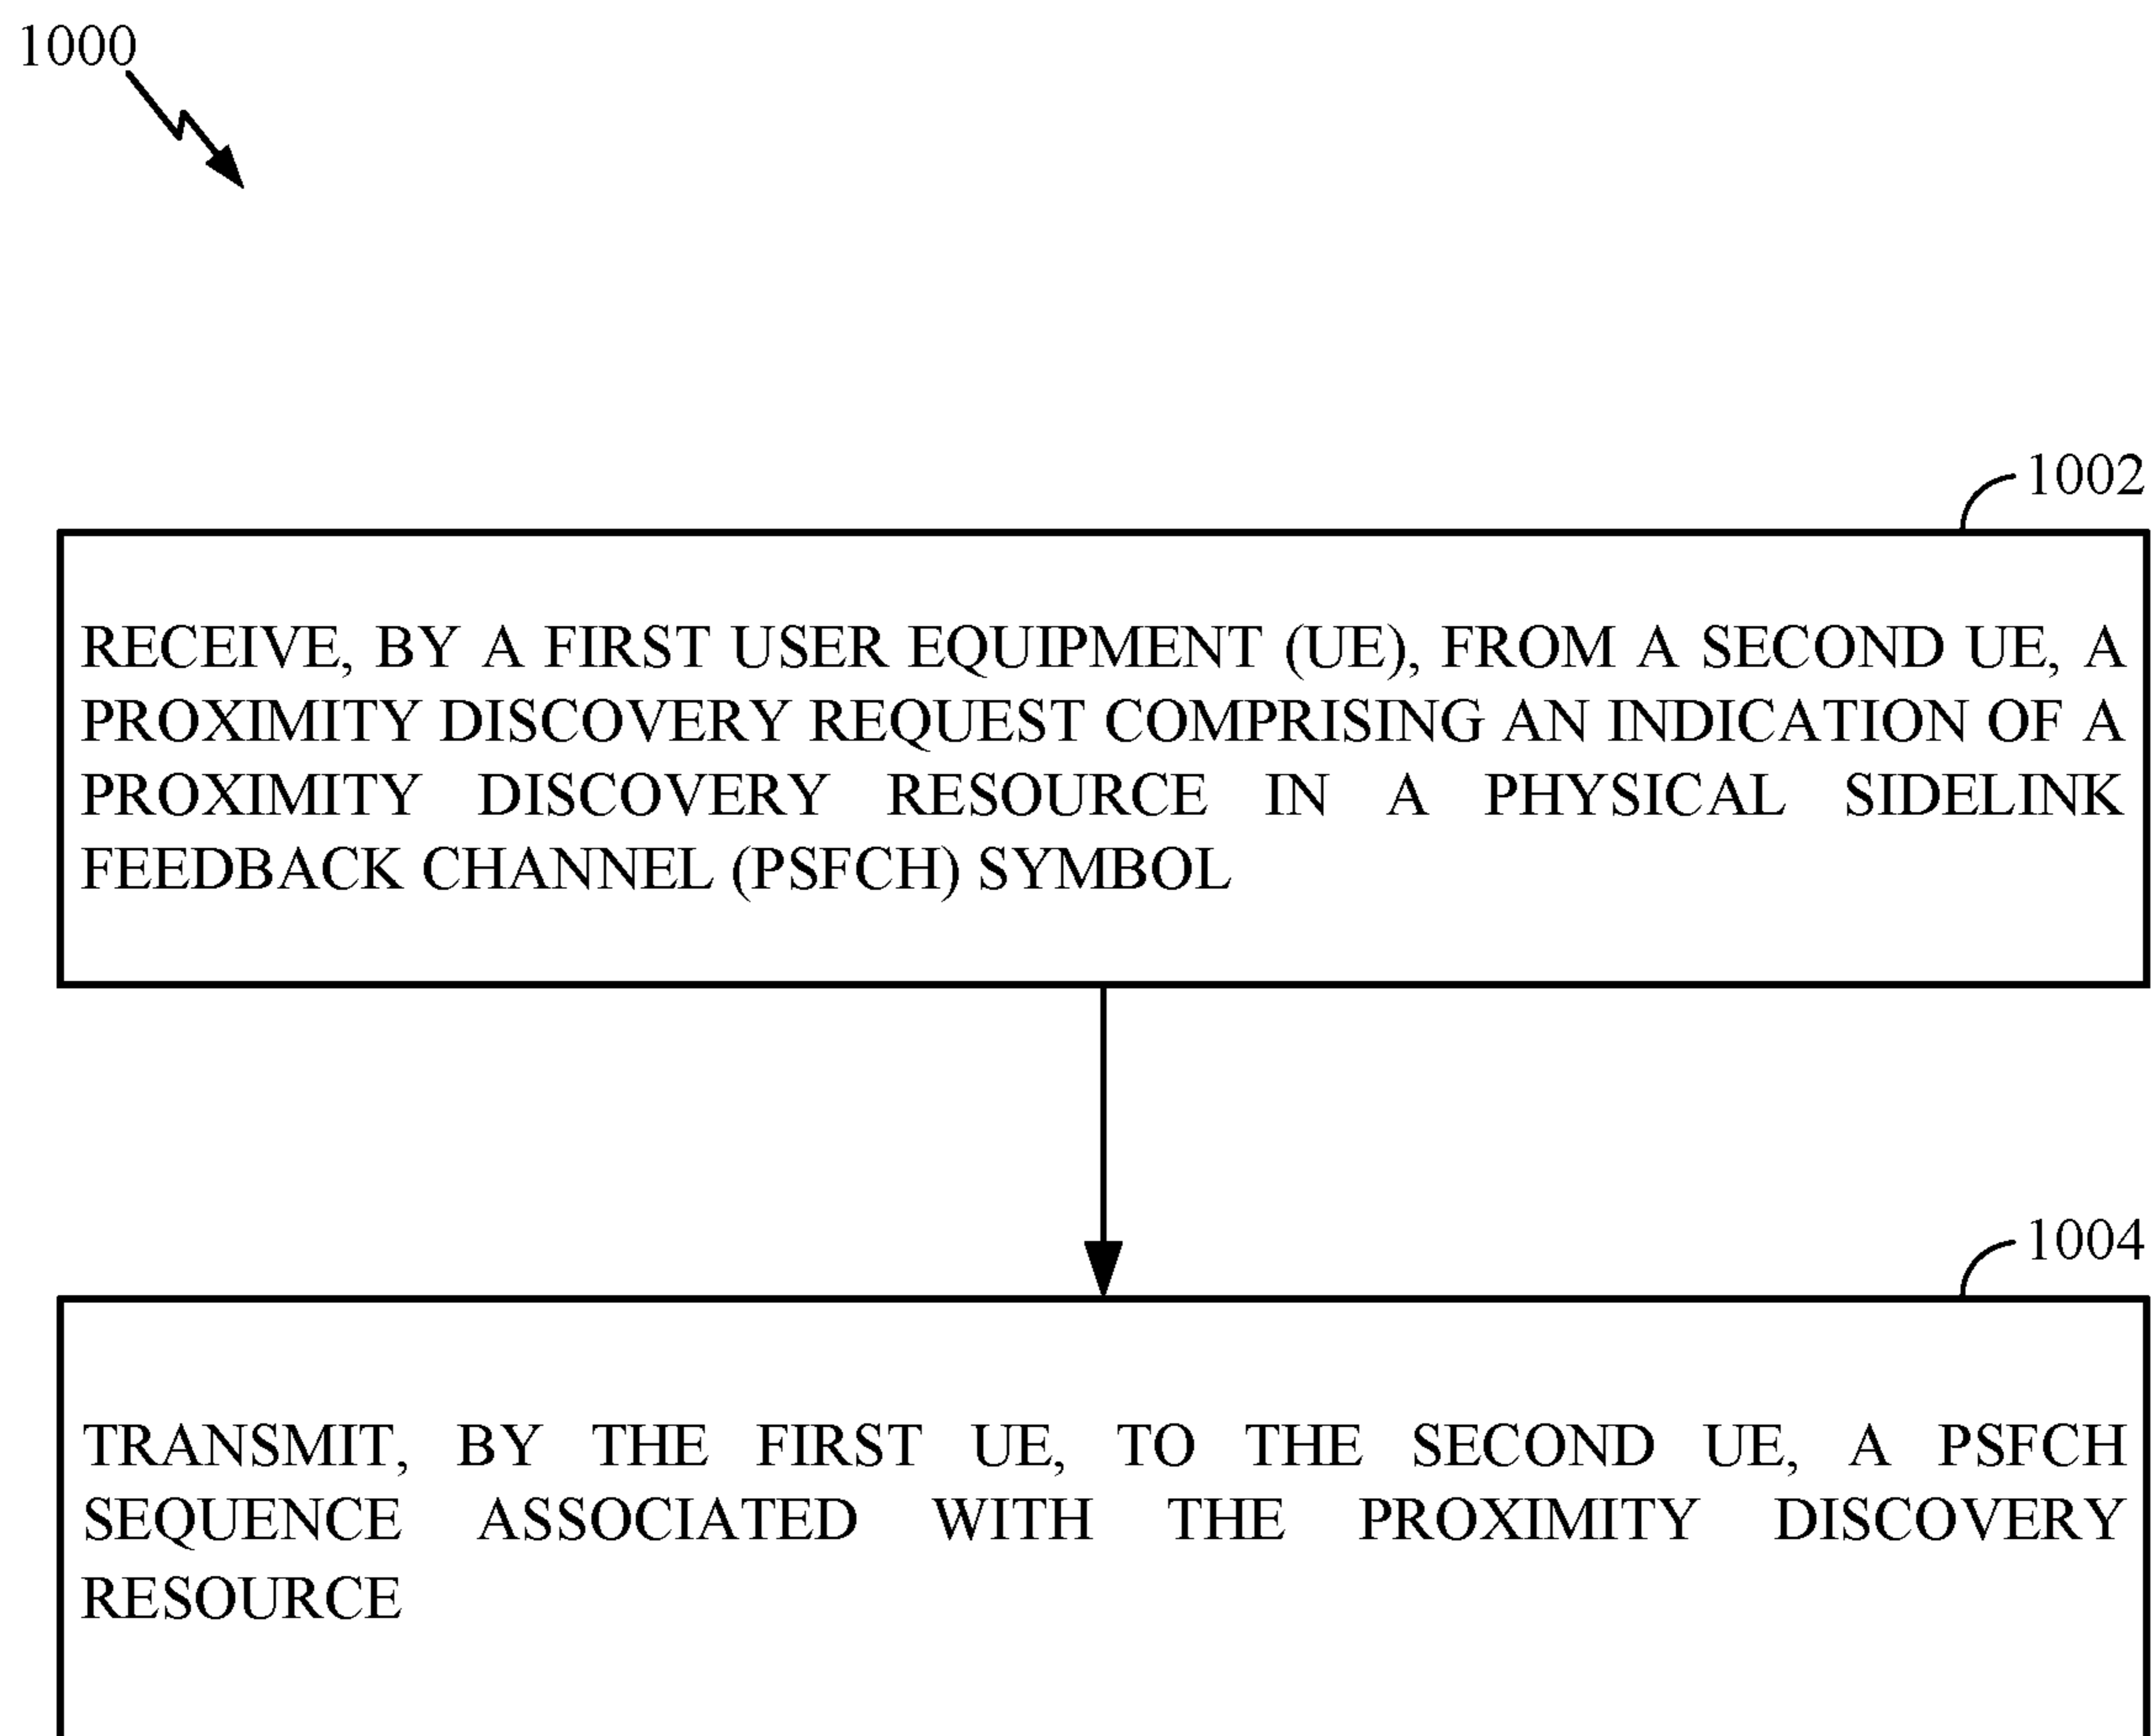 1000
1002
RECEIVE, BY A FIRST USER EQUIPMENT (UE), FROM A SECOND UE, A
PROXIMITY DISCOVERY REQUEST COMPRISING AN INDICATION OF A
PROXIMITY DISCOVERY RESOURCE IN A PHYSICAL SIDELINK
FEEDBACK CHANNEL (PSFCH) SYMBOL
1004
TRANSMIT, BY THE FIRST UE, TO THE SECOND UE, A PSFCH
SEQUENCE ASSOCIATED WITH THE PROXIMITY DISCOVERY
RESOURCE